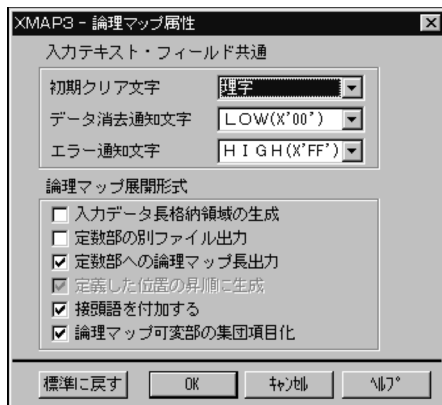 XMAP3 - 論理マップ属性
入力テキスト・フィールド共通
初期クリア文字 理字
データ消去通知文字 ＬＯＷ(X'00')
エラー通知文字 ＨＩＧＨ(X'FF')
論理マップ展開形式
入力データ長格納領域の生成
定数部の別ファイル出力
定数部への論理マップ長出力
定義した位置の昇順に生成
接頭語を付加する
論理マップ可変部の集団項目化
標準に戻す OK ｷｬﾝｾﾙ ﾍﾙﾌﾟ